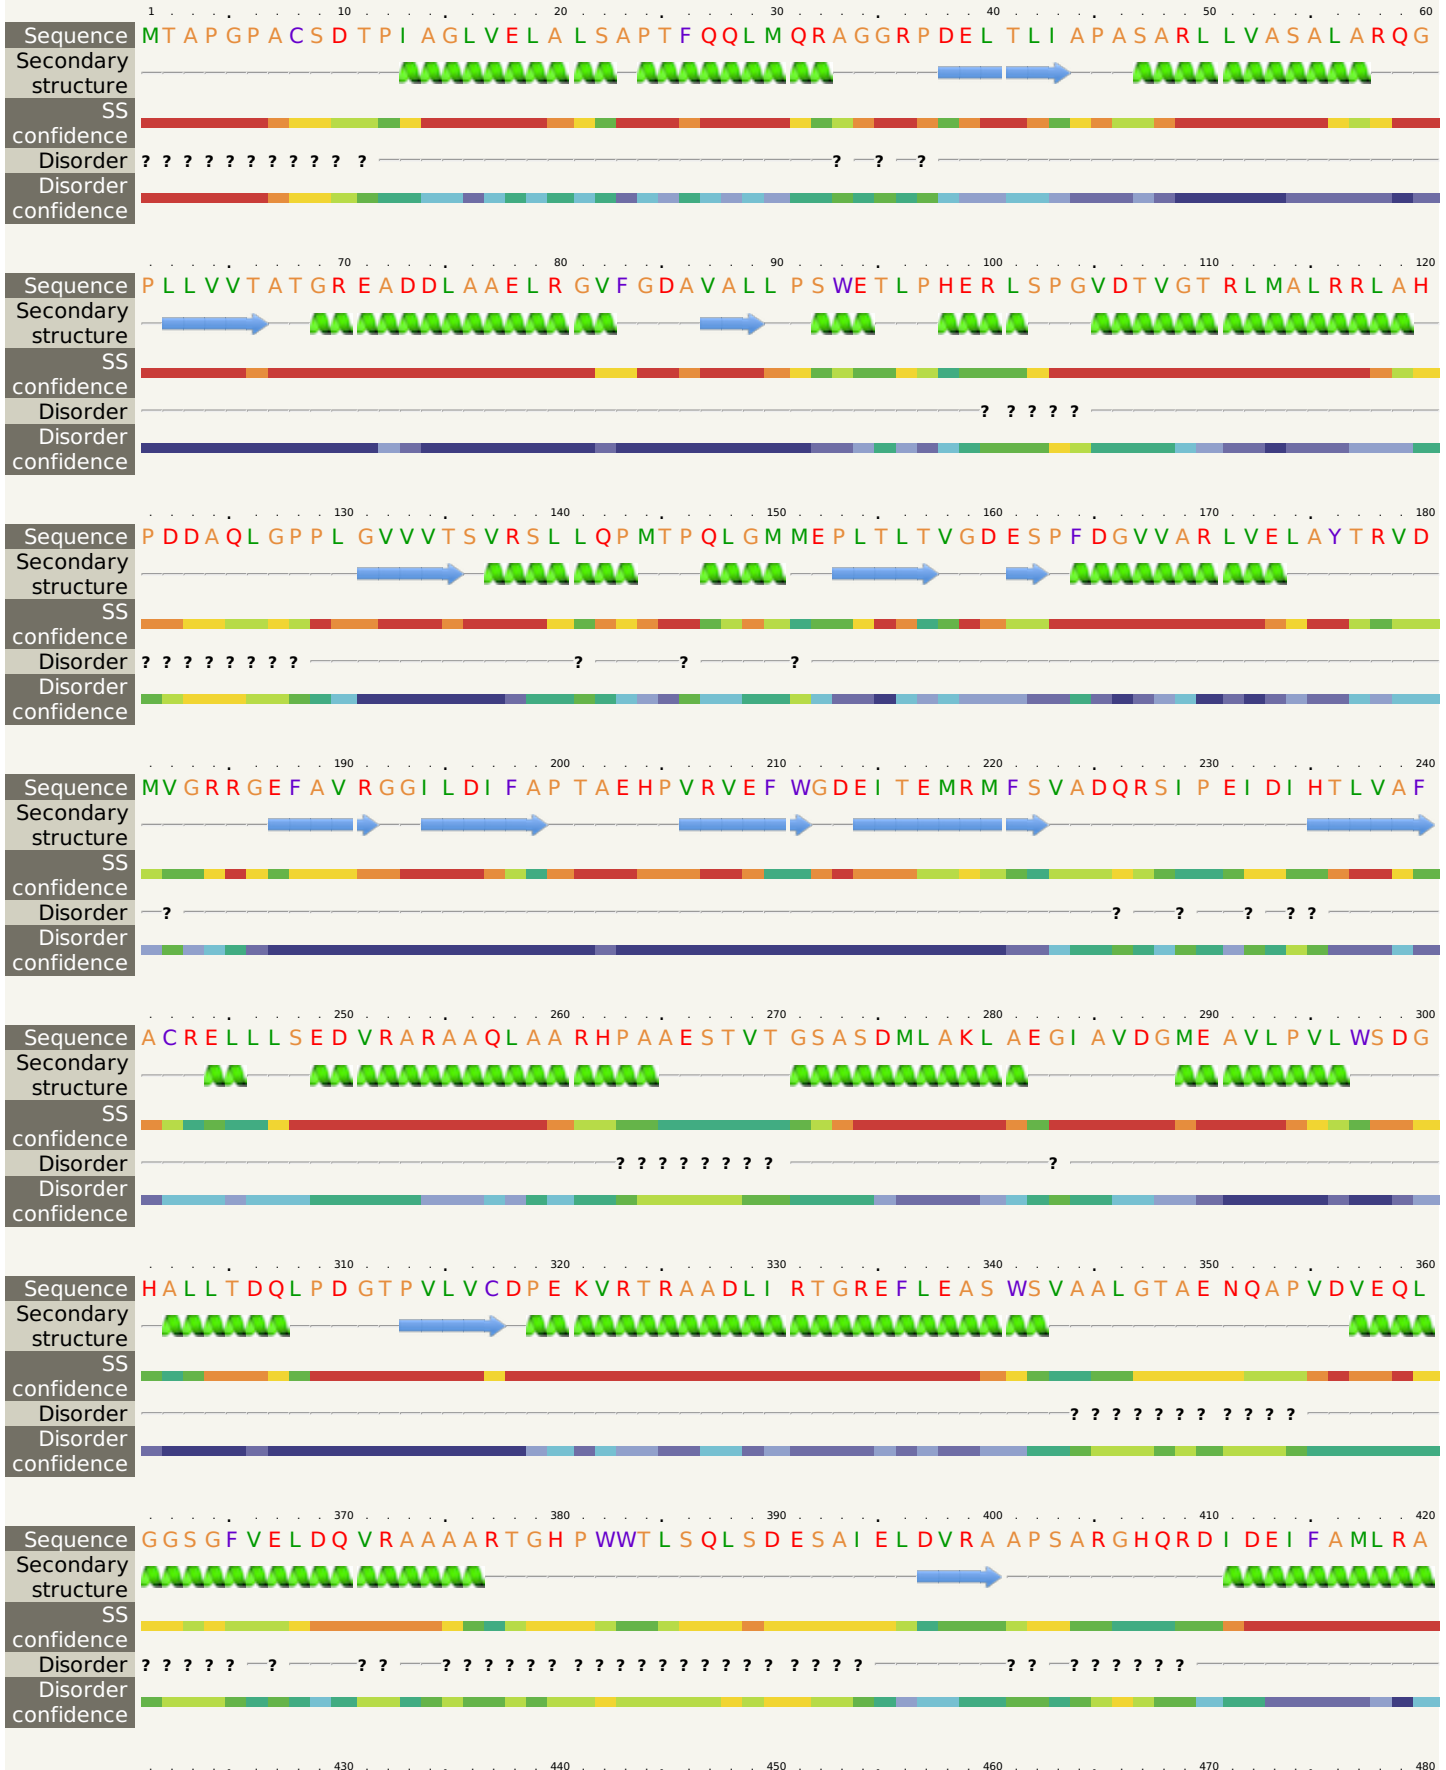 1 10 20 30 40 50 60
Sequence MTAPGPACSDTPIAGLVELALSAPTFQQLMQRAGGRPDELTLIAPASARLLVASALARQG
Secondary
structure
SS
confidence
Disorder ? ? ? ? ? ? ? ? ? ? ? ? ? ?
Disorder
confidence
70 80 90 100 110 120
Sequence PLLVVTATGREADDLAAELRGVFGDAVALLPSWETLPHERLSPGVDTVGTRLMALRRLAH
Secondary
structure
SS
confidence
Disorder ? ? ? ? ?
Disorder
confidence
130 140 150 160 170 180
Sequence PDDAQLGPPLGVVVTSVRSLLQPMTPQLGMMEPLTLTVGDESPFDGVVARLVELAYTRVD
Secondary
structure
SS
confidence
Disorder ? ? ? ? ? ? ? ? ? ? ?
Disorder
confidence
190 200 210 220 230 240
Sequence MVGRRGEFAVRGGILDIFAPTAEHPVRVEFWGDEITEMRMFSVADQRSIPEIDIHTLVAF
Secondary
structure
SS
confidence
Disorder ? ? ? ? ? ?
Disorder
confidence
250 260 270 280 290 300
Sequence ACRELLLSEDVRARAAQLAARHPAAESTVTGSASDMLAKLAEGIAVDGMEAVLPVLWSDG
Secondary
structure
SS
confidence
Disorder ? ? ? ? ? ? ? ? ?
Disorder
confidence
310 320 330 340 350 360
Sequence HALLTDQLPDGTPVLVCDPEKVRTRAADLIRTGREFLEASWSVAALGTAENQAPVDVEQL
Secondary
structure
SS
confidence
Disorder ? ? ? ? ? ? ? ? ? ? ?
Disorder
confidence
370 380 390 400 410 420
Sequence GGSGFVELDQVRAAAARTGHPWWTLSQLSDESAIELDVRAAPSARGHQRDIDEIFAMLRA
Secondary
structure
SS
confidence
Disorder ? ? ? ? ? ? ? ? ? ? ? ? ? ? ? ? ? ? ? ? ? ? ? ? ? ? ? ? ? ? ? ? ? ? ? ? ?
Disorder
confidence
430 440 450 460 470 480